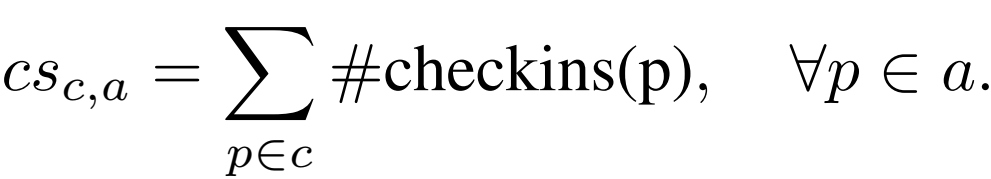 cs_{c,a} = \sum_{p \in c} \#checkins(p), \quad \forall p \in a.